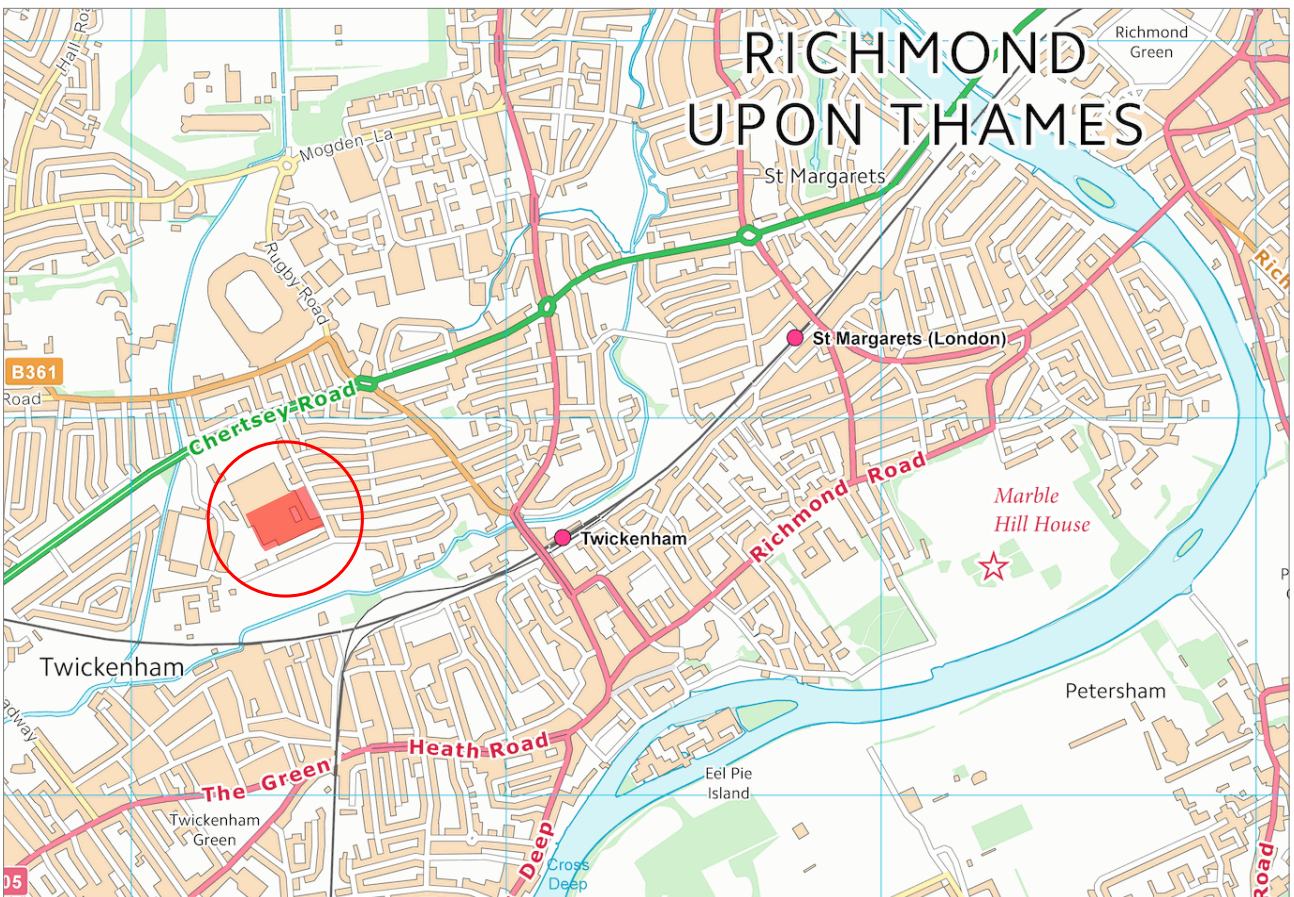 RICHMOND
UPON THAMES
Richmond
Green
Mogden La
St Margarets
Rugby Road
B361
Road
Chertsey Road
St Margarets (London)
Richmond Road
Marble
Hill House
Twickenham
Twickenham
Petersham
Heath Road
The Green
Twickenham
Green
Eel Pie
Island
Deep
Cross
Deep
Road